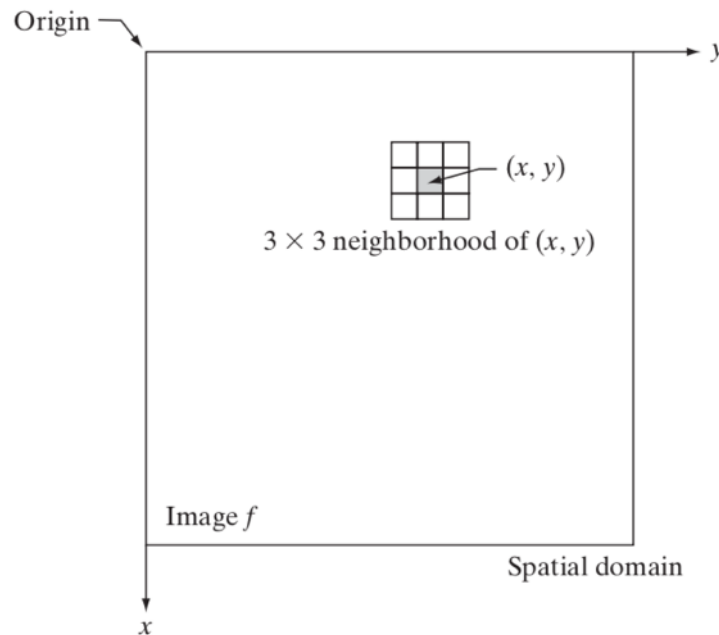 Origin
y
(x, y)
3 × 3 neighborhood of (x, y)
Image f
Spatial domain
x